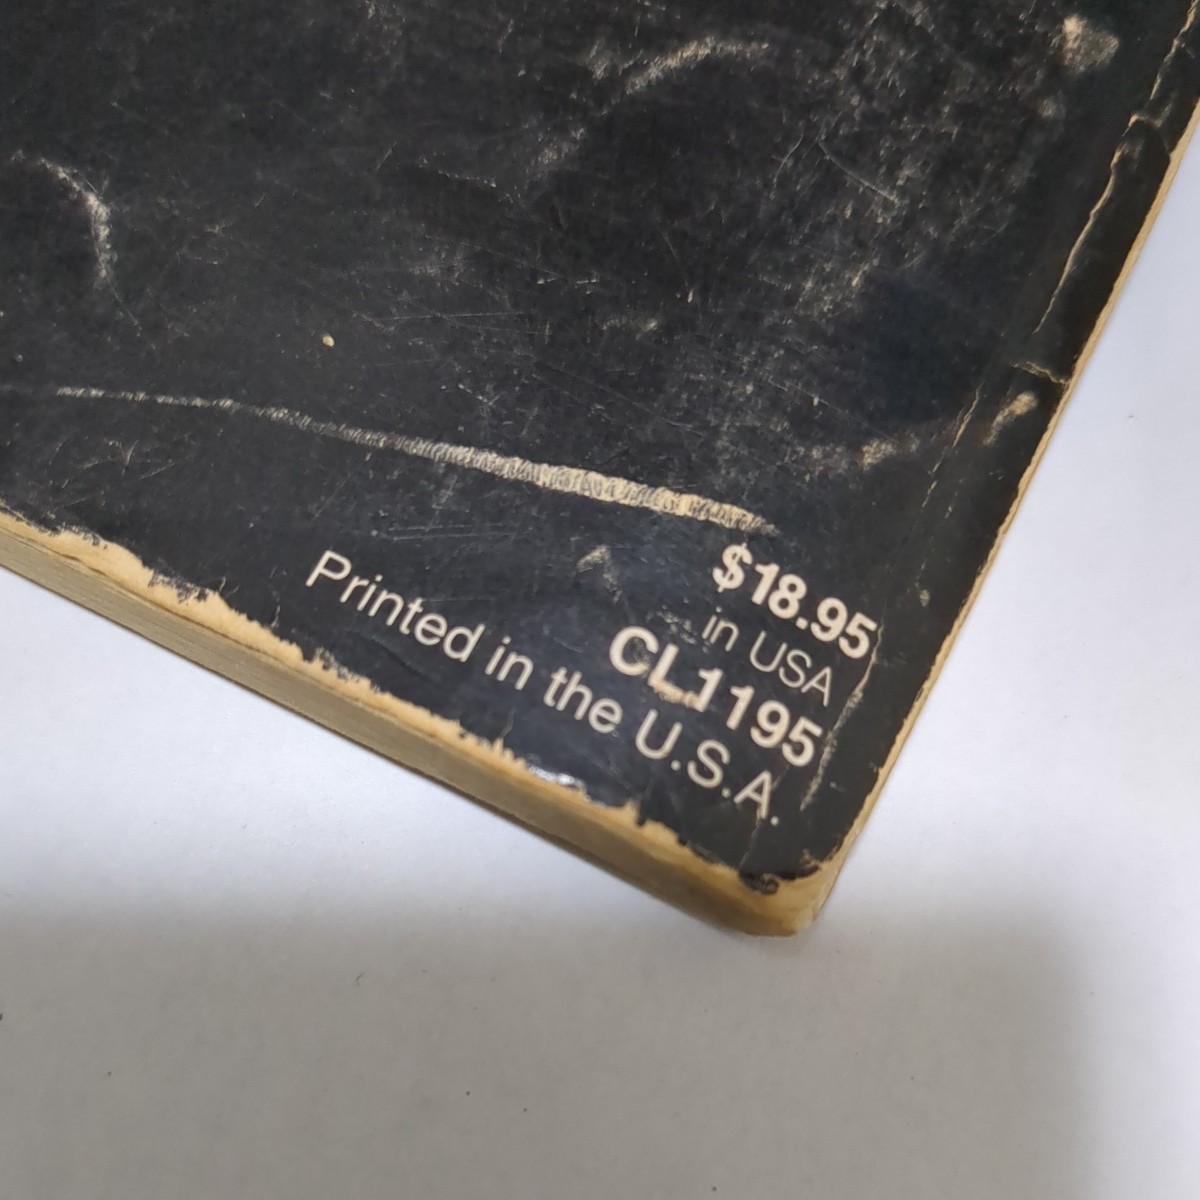 $18.95
in USA
CL1195
Printed in the U.S.A.